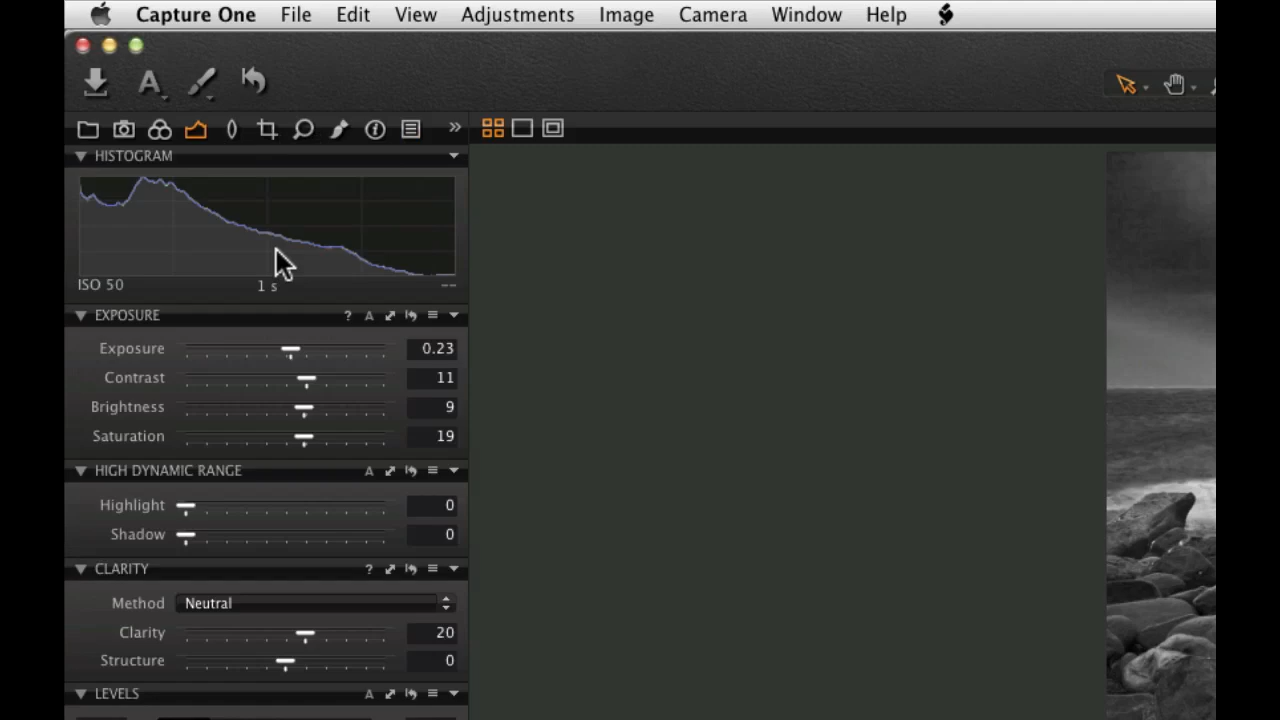 Capture One File Edit View Adjustments Image Camera Window Help
A
HISTOGRAM
ISO 50 1 s --
EXPOSURE ? A
Exposure 0.23
Contrast 11
Brightness 9
Saturation 19
HIGH DYNAMIC RANGE A
Highlight 0
Shadow 0
CLARITY ?
Method Neutral
Clarity 20
Structure 0
LEVELS A